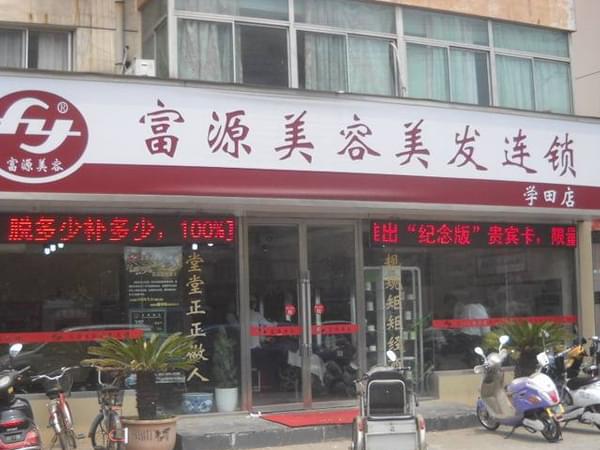 fy®
富源美容
富源美容美发连锁
学田店
脱多少补多少，100%
出“纪念版”贵宾卡，限量
堂堂正正做人
规规矩矩经